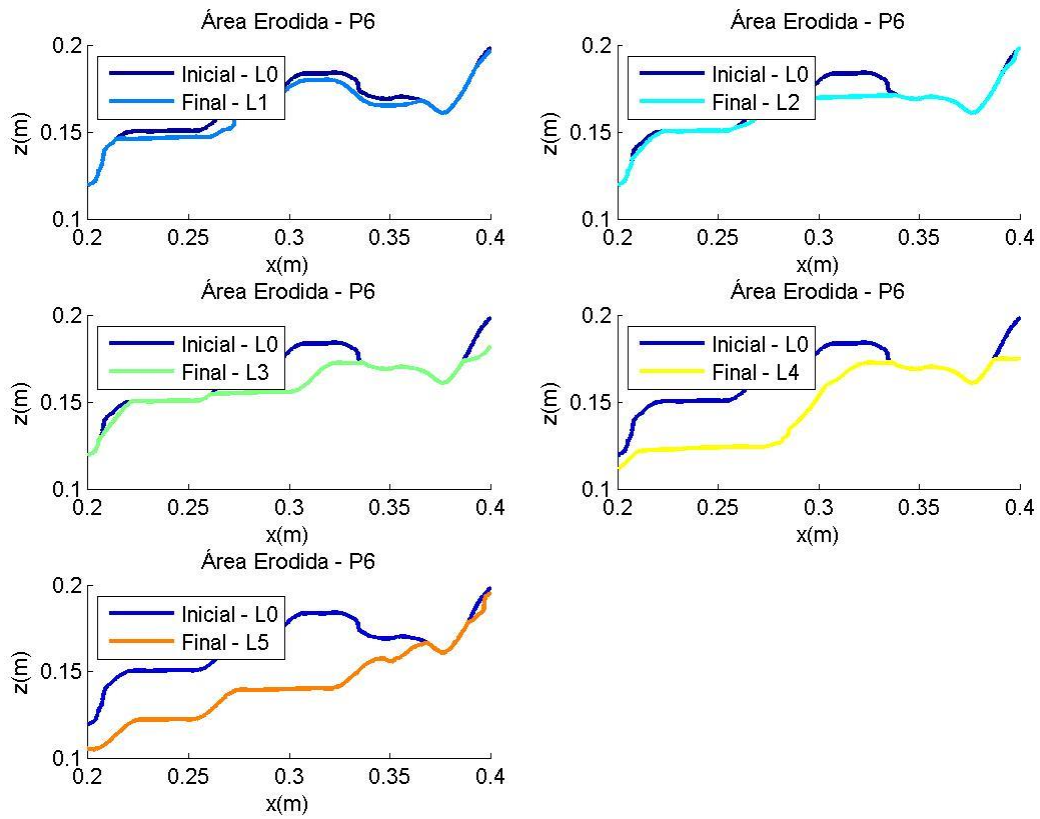 Área Erodida - P6
0.2
Inicial - L0
Final - L1
0.15
z(m)
0.1
0.2 0.25 0.3 0.35 0.4
x(m)
Área Erodida - P6
0.2
Inicial - L0
Final - L2
0.15
z(m)
0.1
0.2 0.25 0.3 0.35 0.4
x(m)
Área Erodida - P6
0.2
Inicial - L0
Final - L3
0.15
z(m)
0.1
0.2 0.25 0.3 0.35 0.4
x(m)
Área Erodida - P6
0.2
Inicial - L0
Final - L4
0.15
z(m)
0.1
0.2 0.25 0.3 0.35 0.4
x(m)
Área Erodida - P6
0.2
Inicial - L0
Final - L5
0.15
z(m)
0.1
0.2 0.25 0.3 0.35 0.4
x(m)